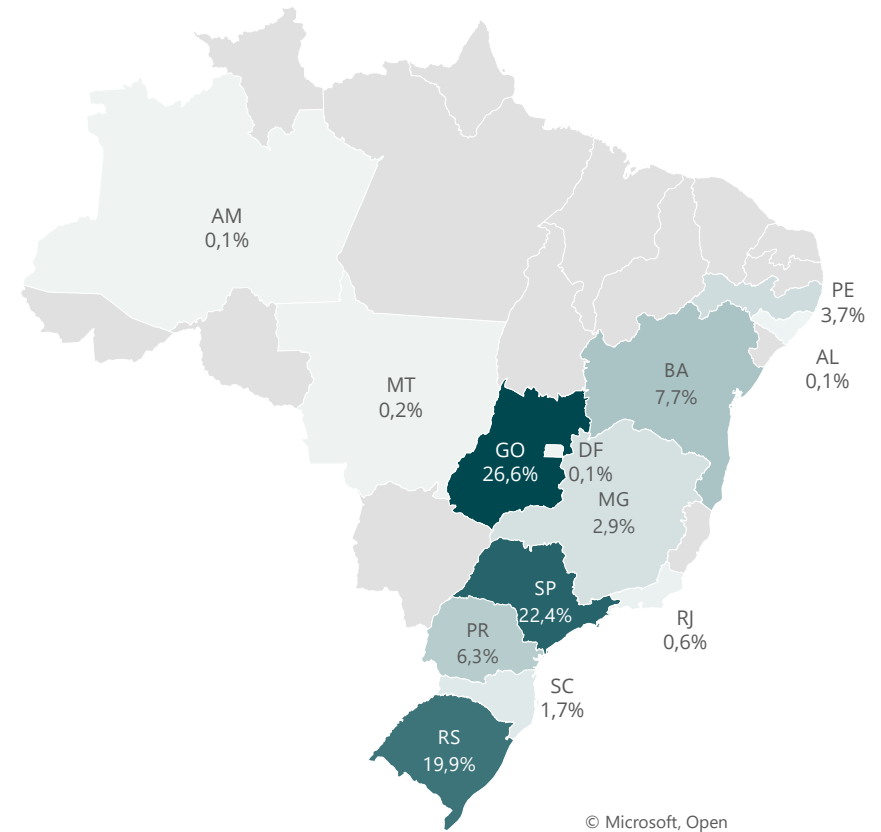 AM
0,1%
PE
3,7%
AL
0,1%
BA
7,7%
MT
0,2%
GO
26,6%
DF
0,1%
MG
2,9%
SP
22,4%
RJ
0,6%
PR
6,3%
SC
1,7%
RS
19,9%
© Microsoft, Open